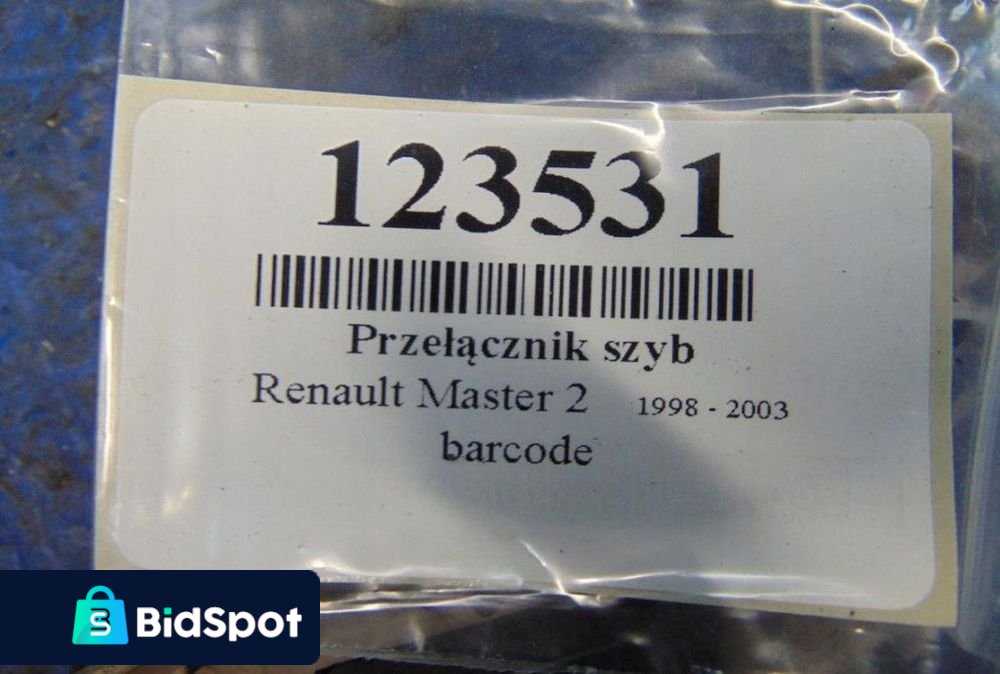 123531
Przełącznik szyb
Renault Master 2 1998 - 2003
barcode
BidSpot